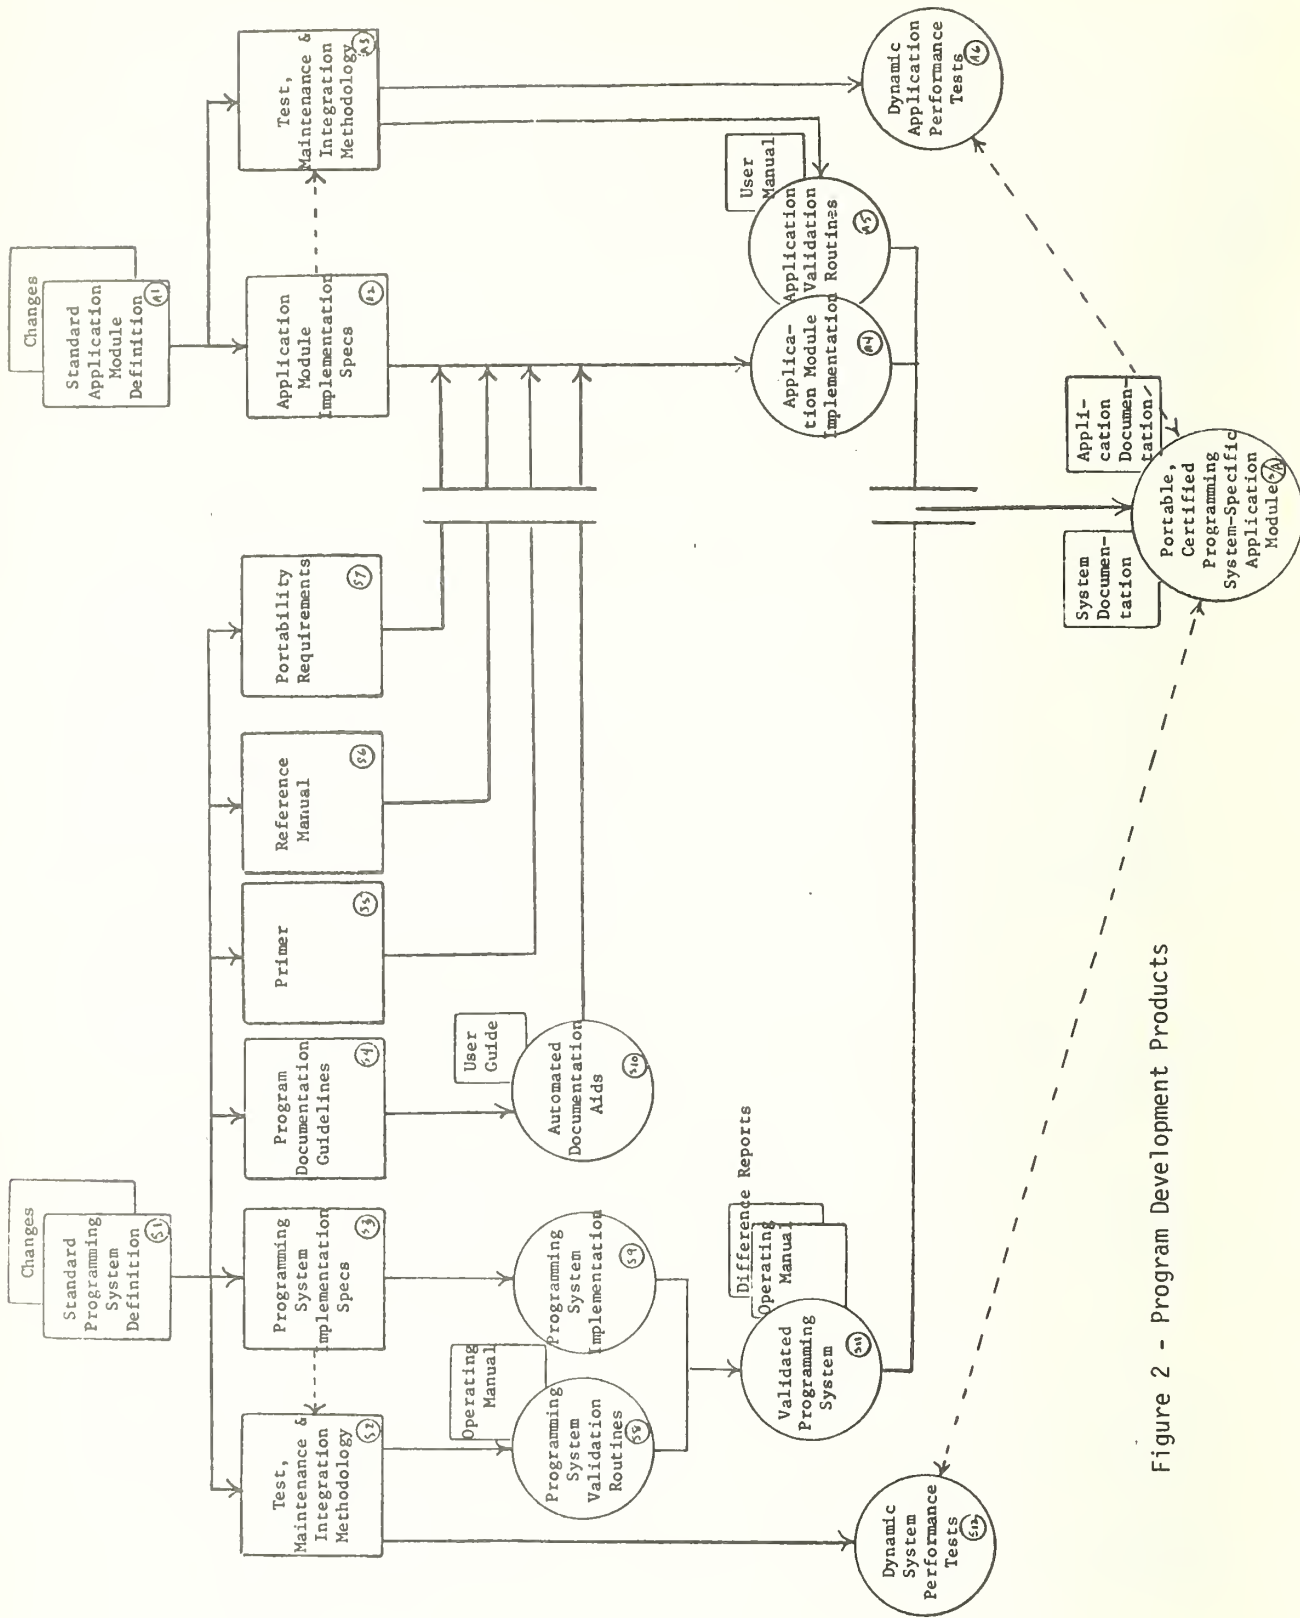 Changes
Standard
Programming
System
Definition
S1
Changes
Standard
Application
Module
Definition
A1
Test,
Maintenance &
Integration
Methodology
S2
Programming
System
Implementation
Specs
S3
Program
Documentation
Guidelines
S4
Primer
S5
Reference
Manual
S6
Portability
Requirements
S7
Application
Module
Implementation
Specs
A2
Test,
Maintenance &
Integration
Methodology
A3
Operating
Manual
Programming
System
Validation
Routines
S8
Programming
System
Implementation
S9
User
Guide
Automated
Documentation
Aids
S10
Difference Reports
Operating
Manual
Validated
Programming
System
S11
Applica-
tion Module
Implementation
A4
User
Manual
Application
Validation
Routines
A5
Dynamic
System
Performance
Tests
S12
Dynamic
Application
Performance
Tests
A6
System
Documen-
tation
Appli-
cation
Documen-
tation
Portable,
Certified
Programming
System-Specific
Application
Module
S/A
Figure 2 - Program Development Products